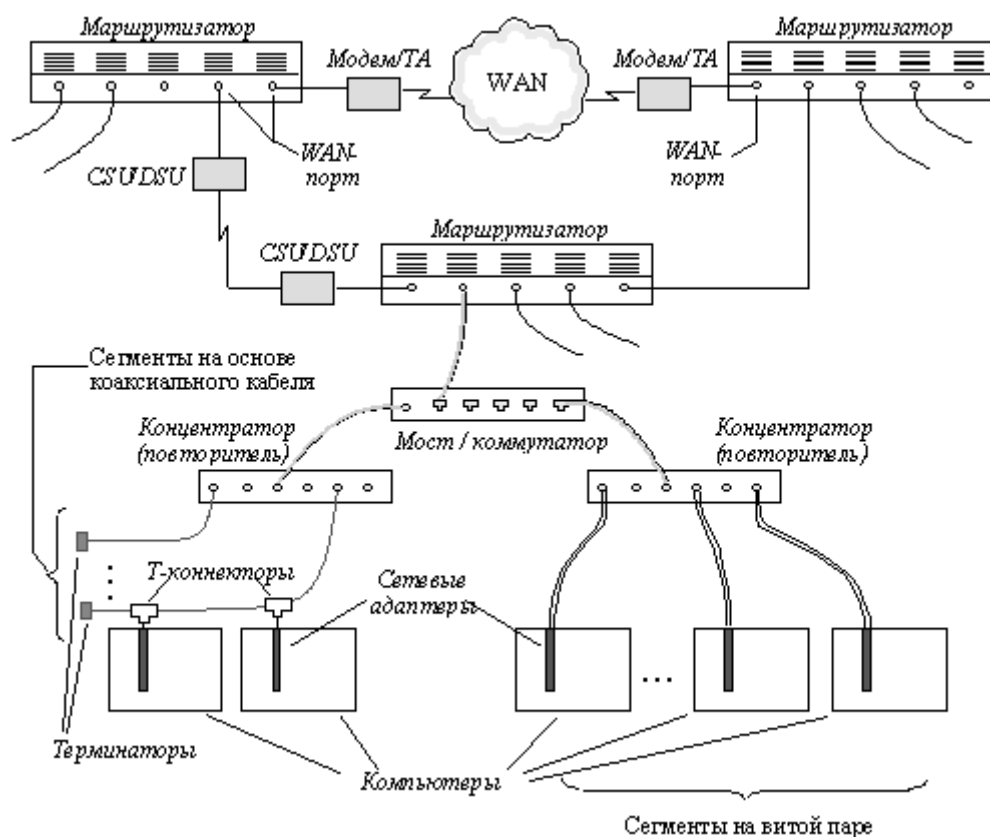 Маршрутизатор
Маршрутизатор
Модем/ТА
WAN
Модем/ТА
WAN-
порт
WAN-
порт
CSU/DSU
Маршрутизатор
CSU/DSU
Сегменты на основе
коаксиального кабеля
Концентратор
(повторитель)
Мост / коммутатор
Концентратор
(повторитель)
Т-коннекторы
Сетевые
адаптеры
Терминаторы
Компьютеры
Сегменты на витой паре